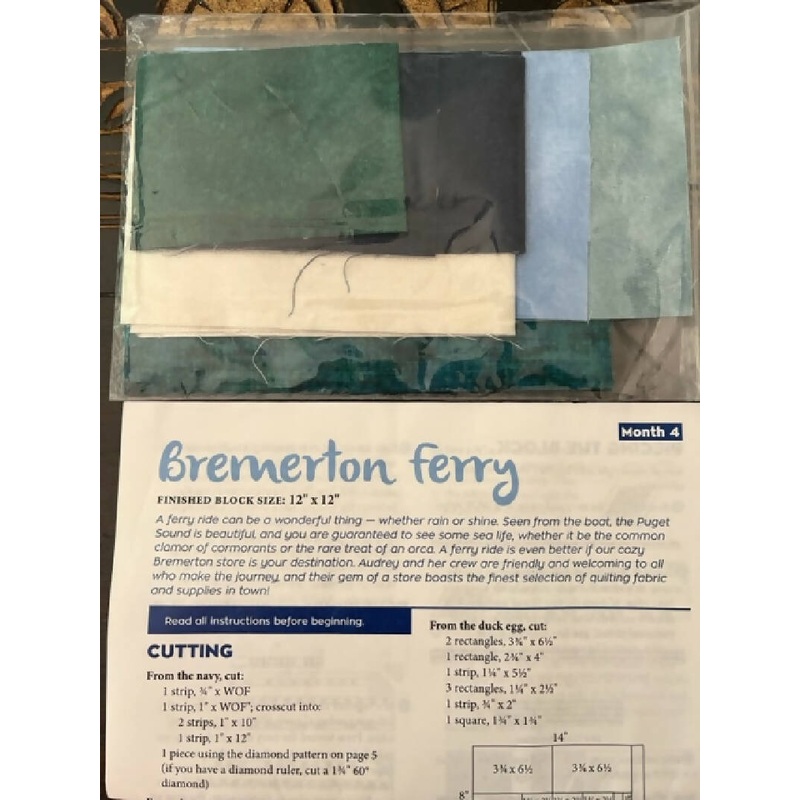 Month 4
Bremerton ferry
FINISHED BLOCK SIZE: 12" x 12"
A ferry ride can be a wonderful thing — whether rain or shine. Seen from the boat, the Puget
Sound is beautiful, and you are guaranteed to see some sea life, whether it be the common
clamor of cormorants or the rare treat of an orca. A ferry ride is even better if our cozy
Bremerton store is your destination. Audrey and her crew are friendly and welcoming to all
who make the journey, and their gem of a store boasts the finest selection of quilting fabric
and supplies in town!
Read all instructions before beginning.
CUTTING
From the navy, cut:
1 strip, ¾" x WOF
1 strip, 1" x WOF; crosscut into:
2 strips, 1" x 10"
1 strip, 1" x 12"
1 piece using the diamond pattern on page 5
(if you have a diamond ruler, cut a 1¾" 60°
diamond)
From the duck egg, cut:
2 rectangles, 3¾" x 6½"
1 rectangle, 2¾" x 4"
1 strip, 1¼" x 5½"
3 rectangles, 1¼" x 2½"
1 strip, ¾" x 2"
1 square, 1¾" x 1¾"
14"
3¾ x 6½ 3¾ x 6½
8"